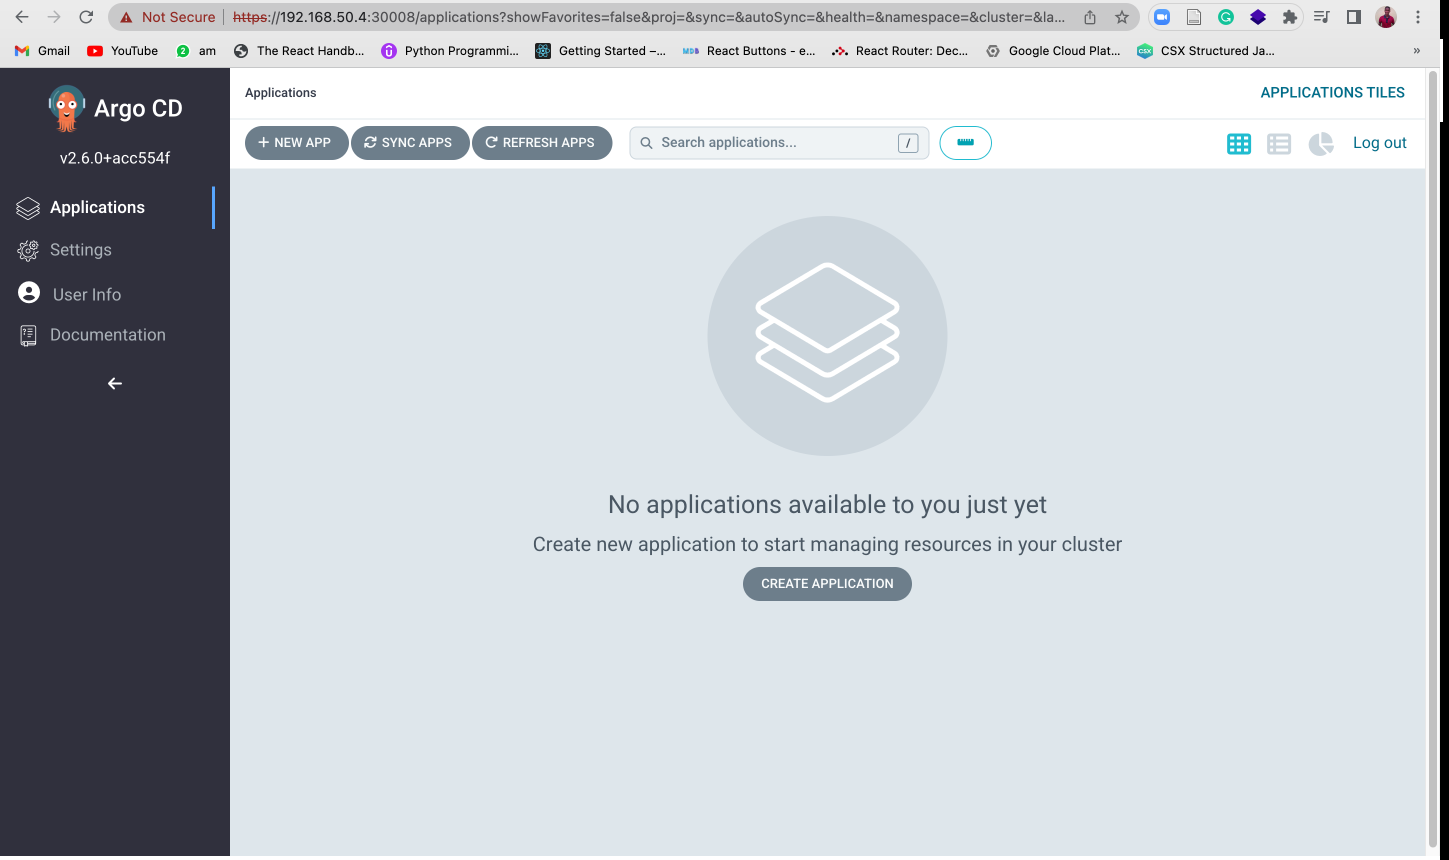 Not Secure https://192.168.50.4:30008/applications?showFavorites=false&proj=&sync=&autoSync=&health=&namespace=&cluster=&la...
Gmail YouTube 2 am The React Handb... Python Programmi... Getting Started –... MDB React Buttons - e... React Router: Dec... Google Cloud Plat... CSX CSX Structured Ja... »
Argo CD
v2.6.0+acc554f
Applications
Settings
User Info
Documentation
Applications
APPLICATIONS TILES
+ NEW APP SYNC APPS REFRESH APPS Search applications... / Log out
No applications available to you just yet
Create new application to start managing resources in your cluster
CREATE APPLICATION